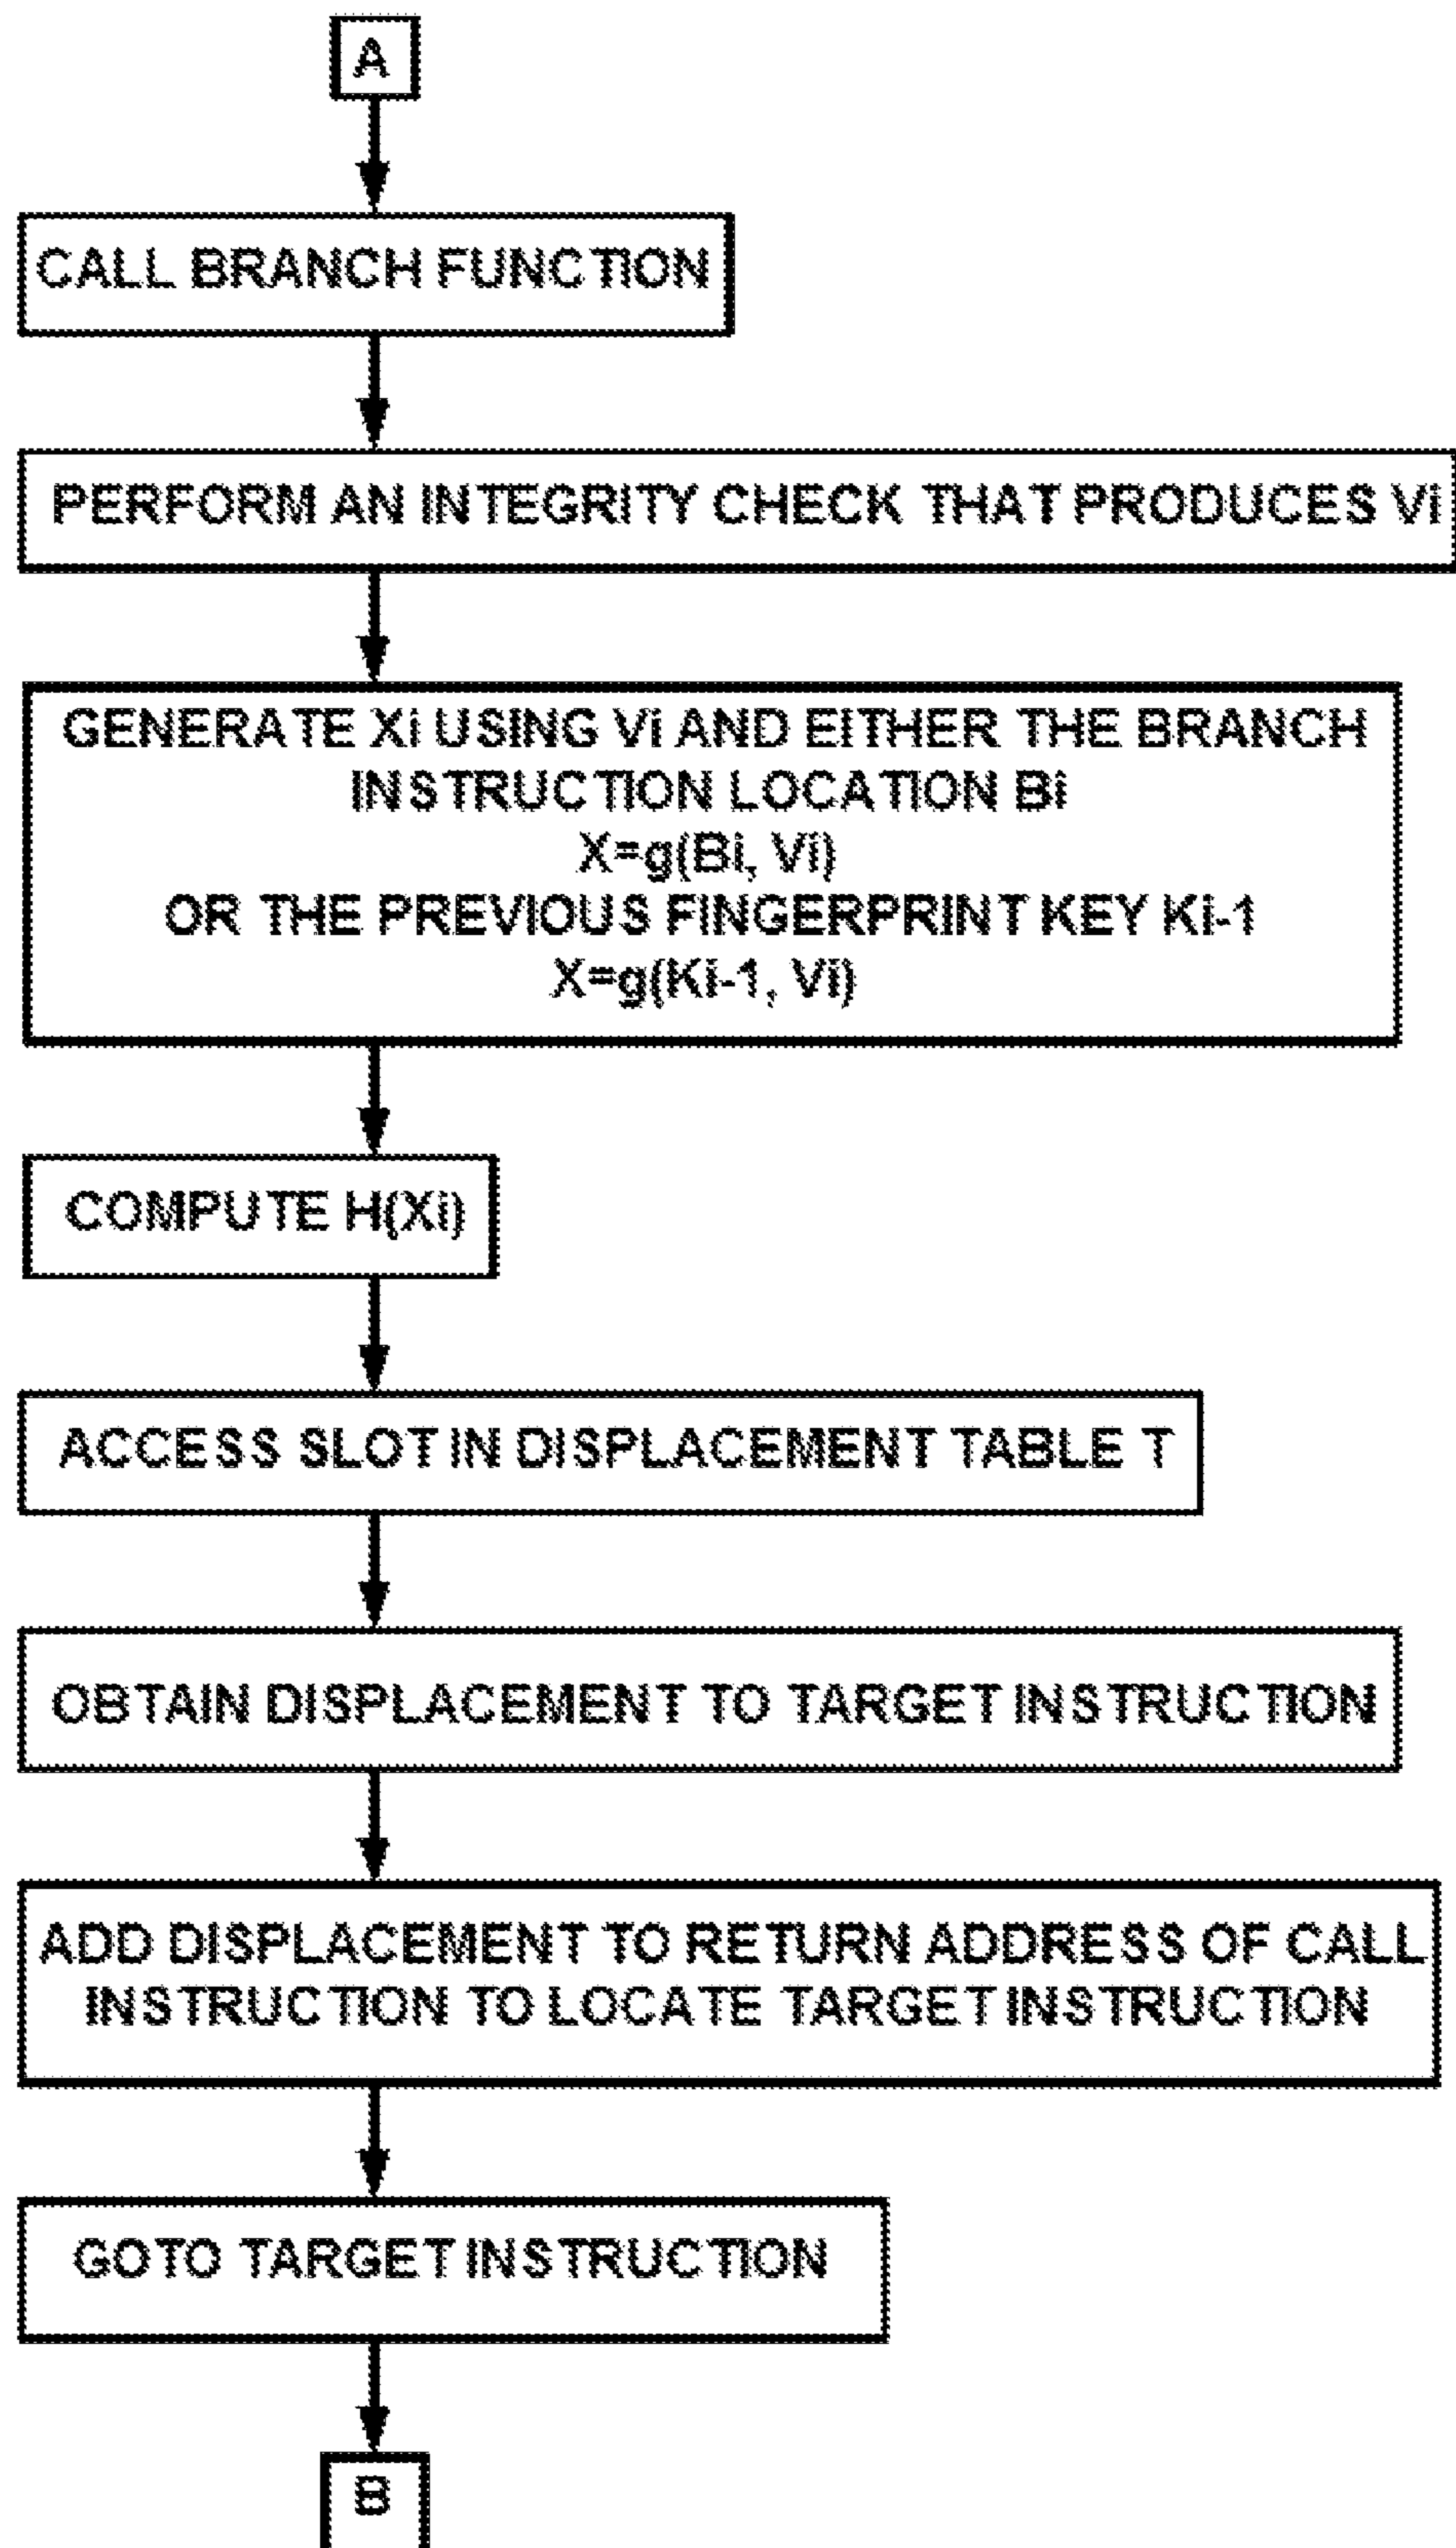 A
CALL BRANCH FUNCTION
PERFORM AN INTEGRITY CHECK THAT PRODUCES Vi
GENERATE Xi USING Vi AND EITHER THE BRANCH
INSTRUCTION LOCATION Bi
X=g(Bi, Vi)
OR THE PREVIOUS FINGERPRINT KEY Ki-1
X=g(Ki-1, Vi)
COMPUTE H(Xi)
ACCESS SLOT IN DISPLACEMENT TABLE T
OBTAIN DISPLACEMENT TO TARGET INSTRUCTION
ADD DISPLACEMENT TO RETURN ADDRESS OF CALL
INSTRUCTION TO LOCATE TARGET INSTRUCTION
GOTO TARGET INSTRUCTION
B